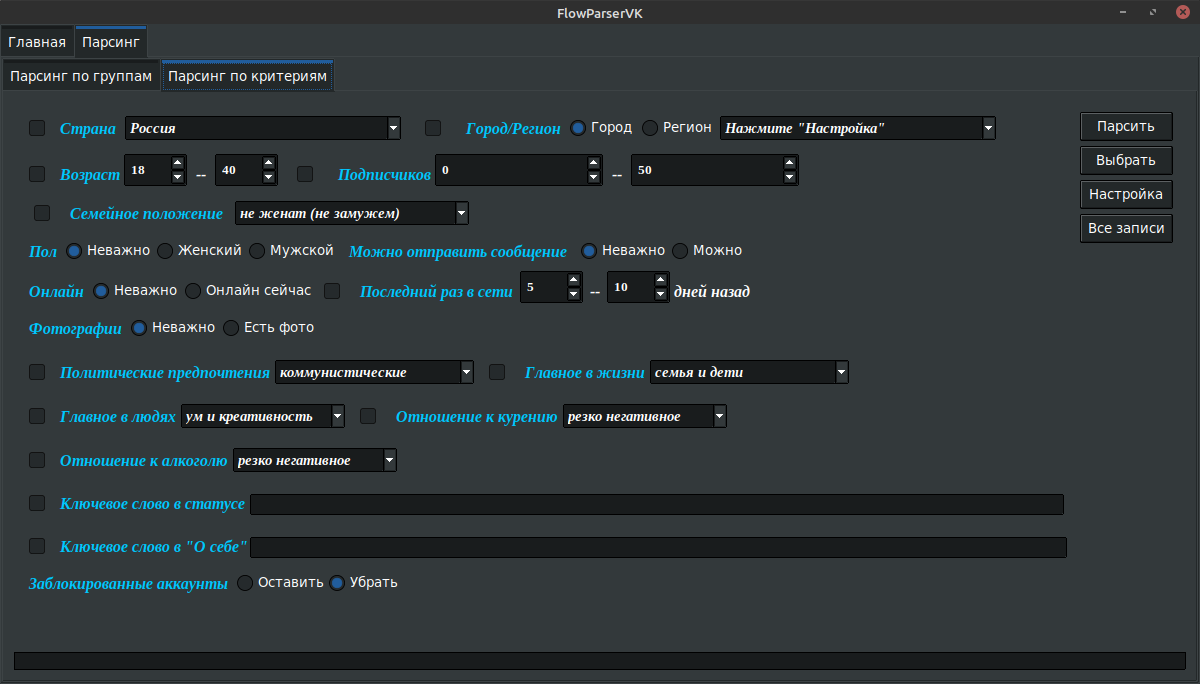 FlowParserVK
Главная Парсинг
Парсинг по группам Парсинг по критериям
Страна Россия Город/Регион Город Регион Нажмите "Настройка" Парсить
Выбрать
Возраст 18 -- 40 Подписчиков 0 -- 50
Настройка
Семейное положение не женат (не замужем)
Все записи
Пол Неважно Женский Мужской Можно отправить сообщение Неважно Можно
Онлайн Неважно Онлайн сейчас Последний раз в сети 5 -- 10 дней назад
Фотографии Неважно Есть фото
Политические предпочтения коммунистические Главное в жизни семья и дети
Главное в людях ум и креативность Отношение к курению резко негативное
Отношение к алкоголю резко негативное
Ключевое слово в статусе
Ключевое слово в "О себе"
Заблокированные аккаунты Оставить Убрать